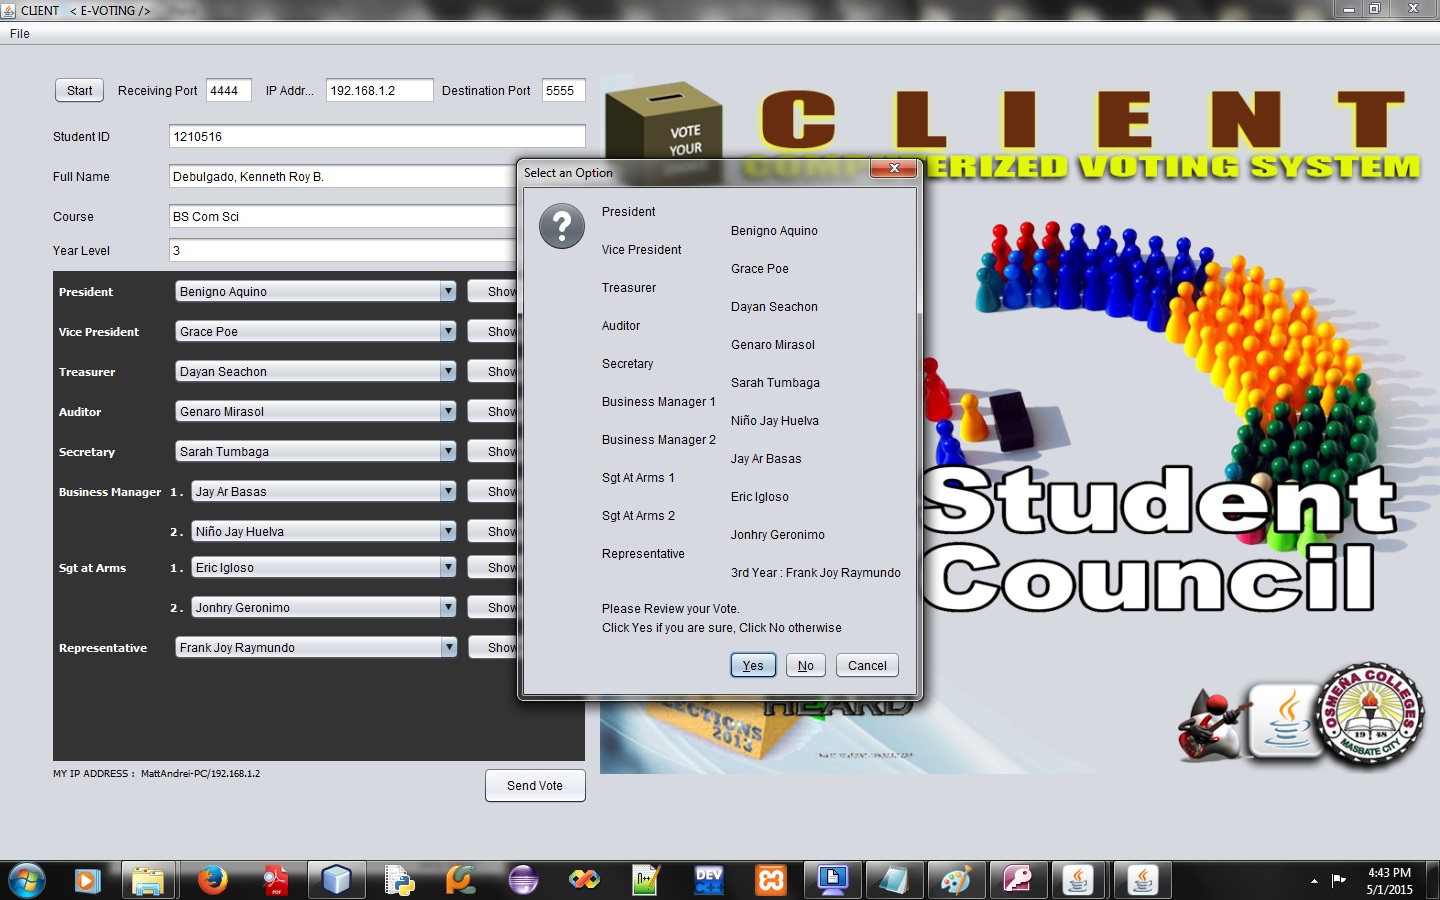 CLIENT < E-VOTING />
File
Start Receiving Port 4444 IP Addr... 192.168.1.2 Destination Port 5555
Student ID 1210516
Full Name Debulgado, Kenneth Roy B.
Course BS Com Sci
Year Level 3
President Benigno Aquino Show
Vice President Grace Poe Show
Treasurer Dayan Seachon Show
Auditor Genaro Mirasol Show
Secretary Sarah Tumbaga Show
Business Manager 1. Jay Ar Basas Show
2. Niño Jay Huelva Show
Sgt at Arms 1. Eric Igloso Show
2. Jonhry Geronimo Show
Representative Frank Joy Raymundo Show
MY IP ADDRESS : MattAndrei-PC/192.168.1.2
Send Vote
VOTE
YOUR
CLIENT
COMPUTERIZED VOTING SYSTEM
Select an Option
President
Benigno Aquino
Vice President
Grace Poe
Treasurer
Dayan Seachon
Auditor
Genaro Mirasol
Secretary
Sarah Tumbaga
Business Manager 1
Niño Jay Huelva
Business Manager 2
Jay Ar Basas
Sgt At Arms 1
Eric Igloso
Sgt At Arms 2
Jonhry Geronimo
Representative
3rd Year : Frank Joy Raymundo
Please Review your Vote.
Click Yes if you are sure, Click No otherwise
Yes No Cancel
Student
Council
HEARD
ECTIONS
2013
OSMEÑA COLLEGES
1948
MASBATE CITY
Java
PDF
n++
DEV
C++
4:43 PM
5/1/2015